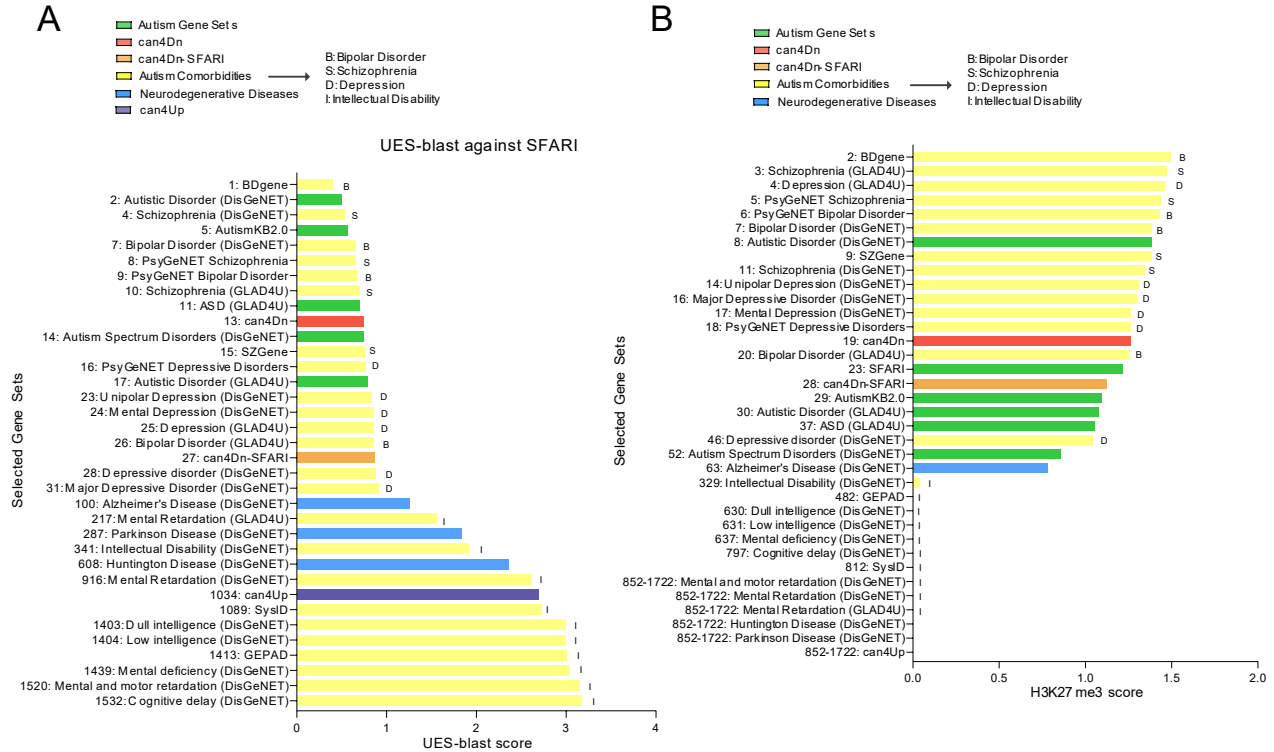 A
Autism Gene Sets
can4Dn
can4Dn-SFARI
Autism Comorbidities
Neurodegenerative Diseases
can4Up
B:Bipolar Disorder
S:Schizophrenia
D:Depression
I:Intellectual Disability
UES-blast against SFARI
Selected Gene Sets
1: BDgene B
2: Autistic Disorder (DisGeNET)
4: Schizophrenia (DisGeNET) S
5: AutismKB2.0
7: Bipolar Disorder (DisGeNET) B
8: PsyGeNET Schizophrenia S
9: PsyGeNET Bipolar Disorder B
10: Schizophrenia (GLAD4U) S
11: ASD (GLAD4U)
13: can4Dn
14: Autism Spectrum Disorders (DisGeNET)
15: SZGene S
16: PsyGeNET Depressive Disorders D
17: Autistic Disorder (GLAD4U)
23: Unipolar Depression (DisGeNET) D
24: Mental Depression (DisGeNET) D
25: Depression (GLAD4U) D
26: Bipolar Disorder (GLAD4U) B
27: can4Dn-SFARI
28: Depressive disorder (DisGeNET) D
31: Major Depressive Disorder (DisGeNET) D
100: Alzheimer's Disease (DisGeNET)
217: Mental Retardation (GLAD4U) I
287: Parkinson Disease (DisGeNET)
341: Intellectual Disability (DisGeNET) I
608: Huntington Disease (DisGeNET)
916: Mental Retardation (DisGeNET) I
1034: can4Up
1089: SysID I
1403: Dull intelligence (DisGeNET) I
1404: Low intelligence (DisGeNET) I
1413: GEPAD I
1439: Mental deficiency (DisGeNET) I
1520: Mental and motor retardation (DisGeNET) I
1532: Cognitive delay (DisGeNET) I
0 1 2 3 4
UES-blast score
B
Autism Gene Sets
can4Dn
can4Dn-SFARI
Autism Comorbidities
Neurodegenerative Diseases
B:Bipolar Disorder
S:Schizophrenia
D:Depression
I:Intellectual Disability
Selected Gene Sets
2: BDgene B
3: Schizophrenia (GLAD4U) S
4: Depression (GLAD4U) D
5: PsyGeNET Schizophrenia S
6: PsyGeNET Bipolar Disorder B
7: Bipolar Disorder (DisGeNET) B
8: Autistic Disorder (DisGeNET)
9: SZGene S
11: Schizophrenia (DisGeNET) S
14: Unipolar Depression (DisGeNET) D
16: Major Depressive Disorder (DisGeNET) D
17: Mental Depression (DisGeNET) D
18: PsyGeNET Depressive Disorders D
19: can4Dn
20: Bipolar Disorder (GLAD4U) B
23: SFARI
28: can4Dn-SFARI
29: AutismKB2.0
30: Autistic Disorder (GLAD4U)
37: ASD (GLAD4U)
46: Depressive disorder (DisGeNET) D
52: Autism Spectrum Disorders (DisGeNET)
63: Alzheimer's Disease (DisGeNET)
329: Intellectual Disability (DisGeNET) I
482: GEPAD I
630: Dull intelligence (DisGeNET) I
631: Low intelligence (DisGeNET) I
637: Mental deficiency (DisGeNET) I
797: Cognitive delay (DisGeNET) I
812: SysID I
852-1722: Mental and motor retardation (DisGeNET) I
852-1722: Mental Retardation (DisGeNET) I
852-1722: Mental Retardation (GLAD4U) I
852-1722: Huntington Disease (DisGeNET)
852-1722: Parkinson Disease (DisGeNET)
852-1722: can4Up
0.0 0.5 1.0 1.5 2.0
H3K27me3 score